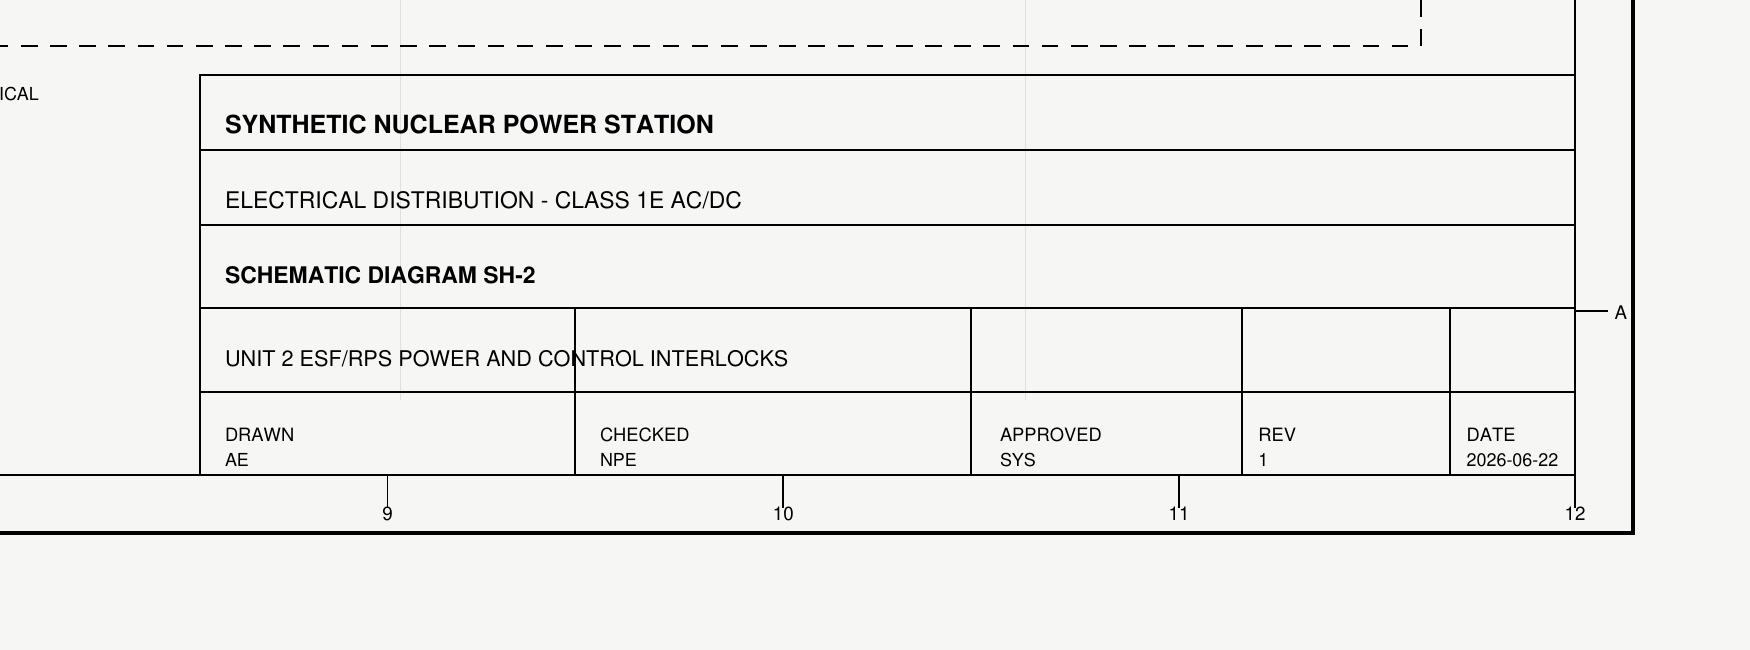 ICAL
SYNTHETIC NUCLEAR POWER STATION
ELECTRICAL DISTRIBUTION - CLASS 1E AC/DC
SCHEMATIC DIAGRAM SH-2
A
UNIT 2 ESF/RPS POWER AND CONTROL INTERLOCKS
DRAWN CHECKED APPROVED REV DATE
AE NPE SYS 1 2026-06-22
9 10 11 12